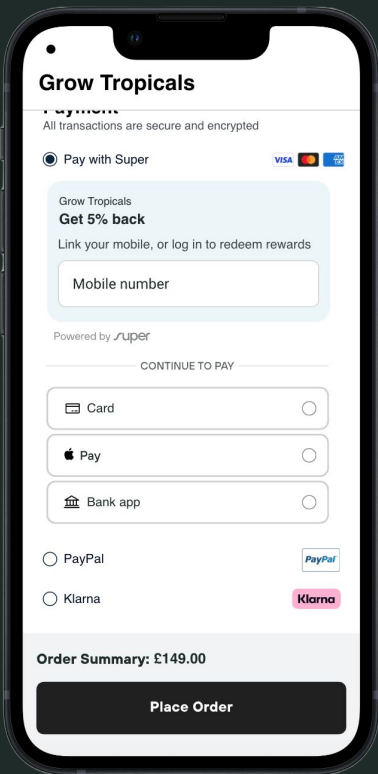 Grow Tropicals
Payment
All transactions are secure and encrypted
Pay with Super VISA
Grow Tropicals
Get 5% back
Link your mobile, or log in to redeem rewards
Mobile number
Powered by super
CONTINUE TO PAY
Card
Pay
Bank app
PayPal PayPal
Klarna Klarna
Order Summary: £149.00
Place Order